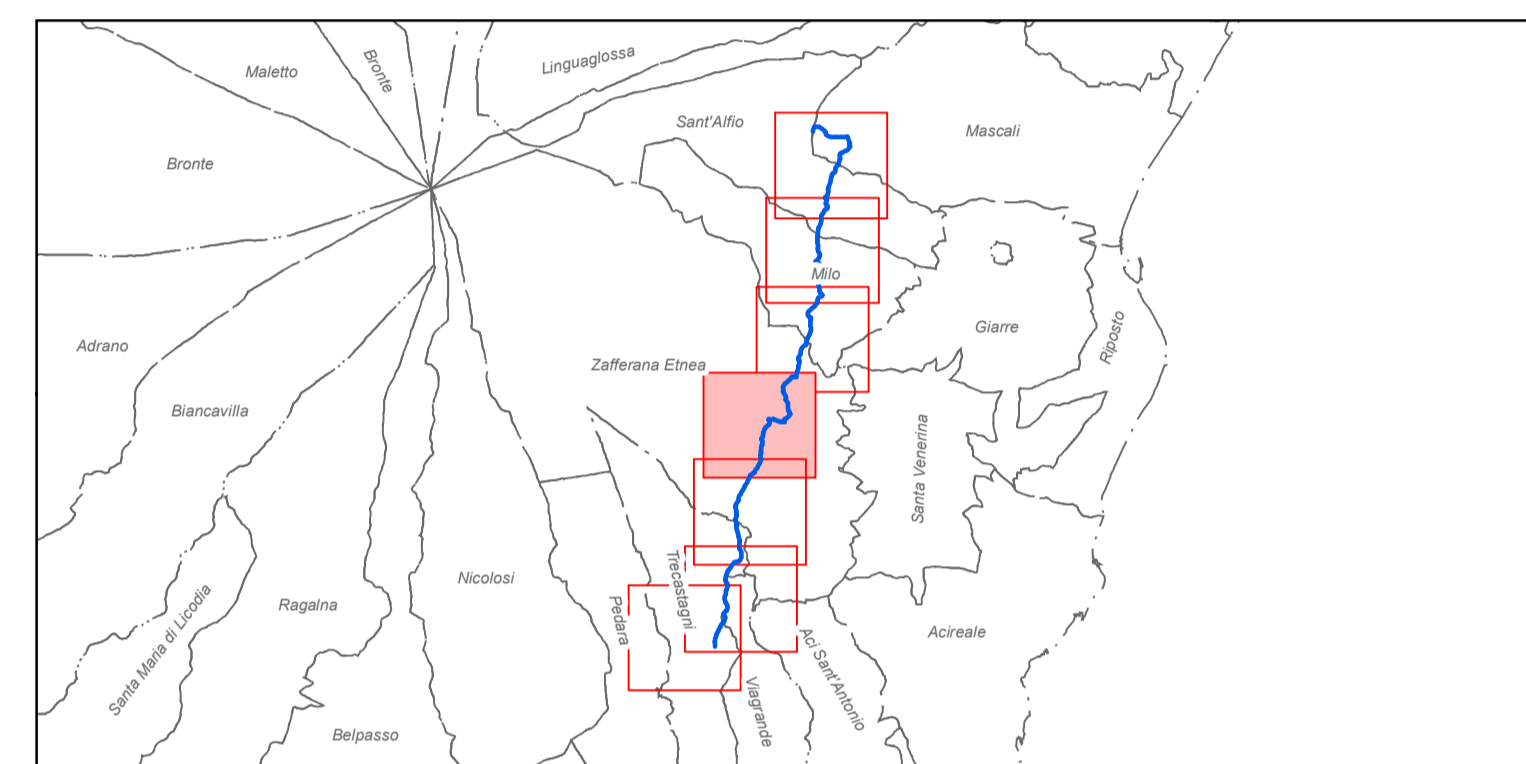 Linguaglossa
Maletto
Bronte
Sant'Alfio
Mascali
Bronte
Milo
Giarre
Riposto
Adrano
Zafferana Etnea
Biancavilla
Santa Venerina
Nicolosi
Trecastagni
Ragalna
Pedara
Santa Maria di Licodia
Acireale
Aci Sant'Antonio
Viagrande
Belpasso